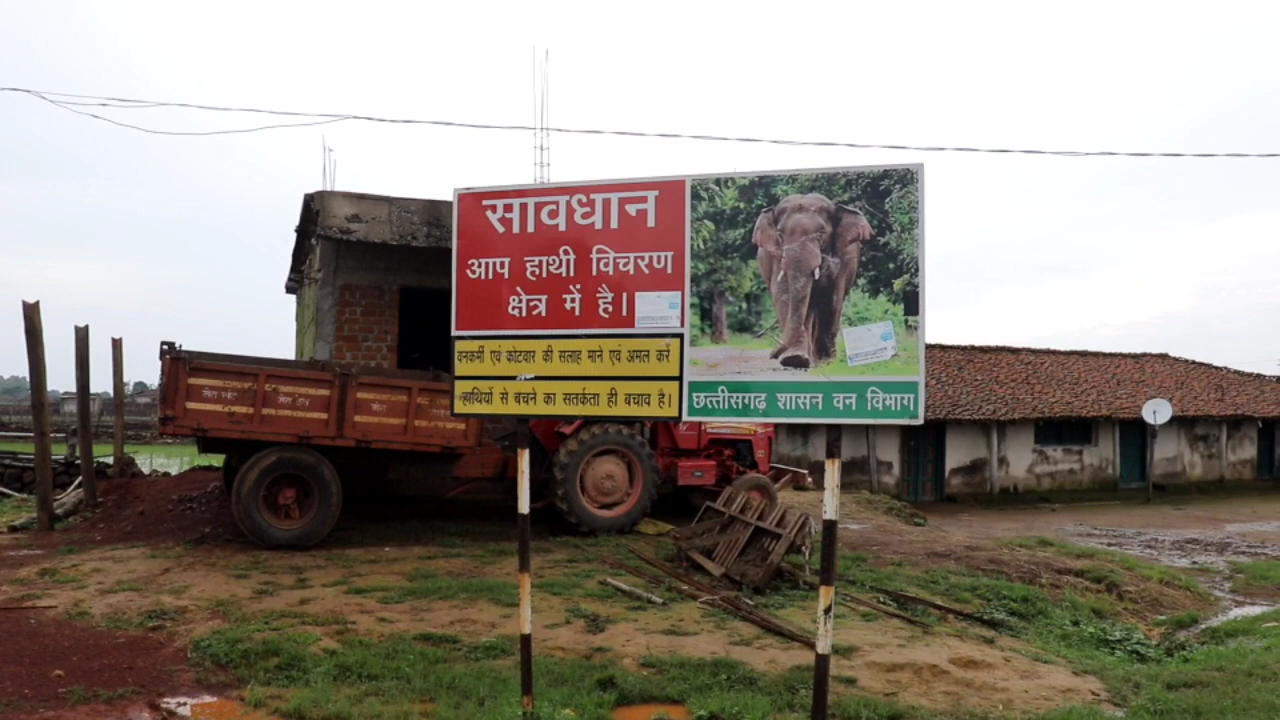 सावधान
आप हाथी विचरण
क्षेत्र में है।
वनकर्मी एवं कोटवार की सलाह माने एवं अमल करें
हाथियों से बचने का सतर्कता ही बचाव है।
छत्तीसगढ़ शासन वन विभाग